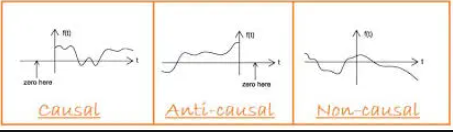 f(t)
t
zero here
Causal
f(t)
t
zero here
Anti-causal
f(t)
t
Non-causal